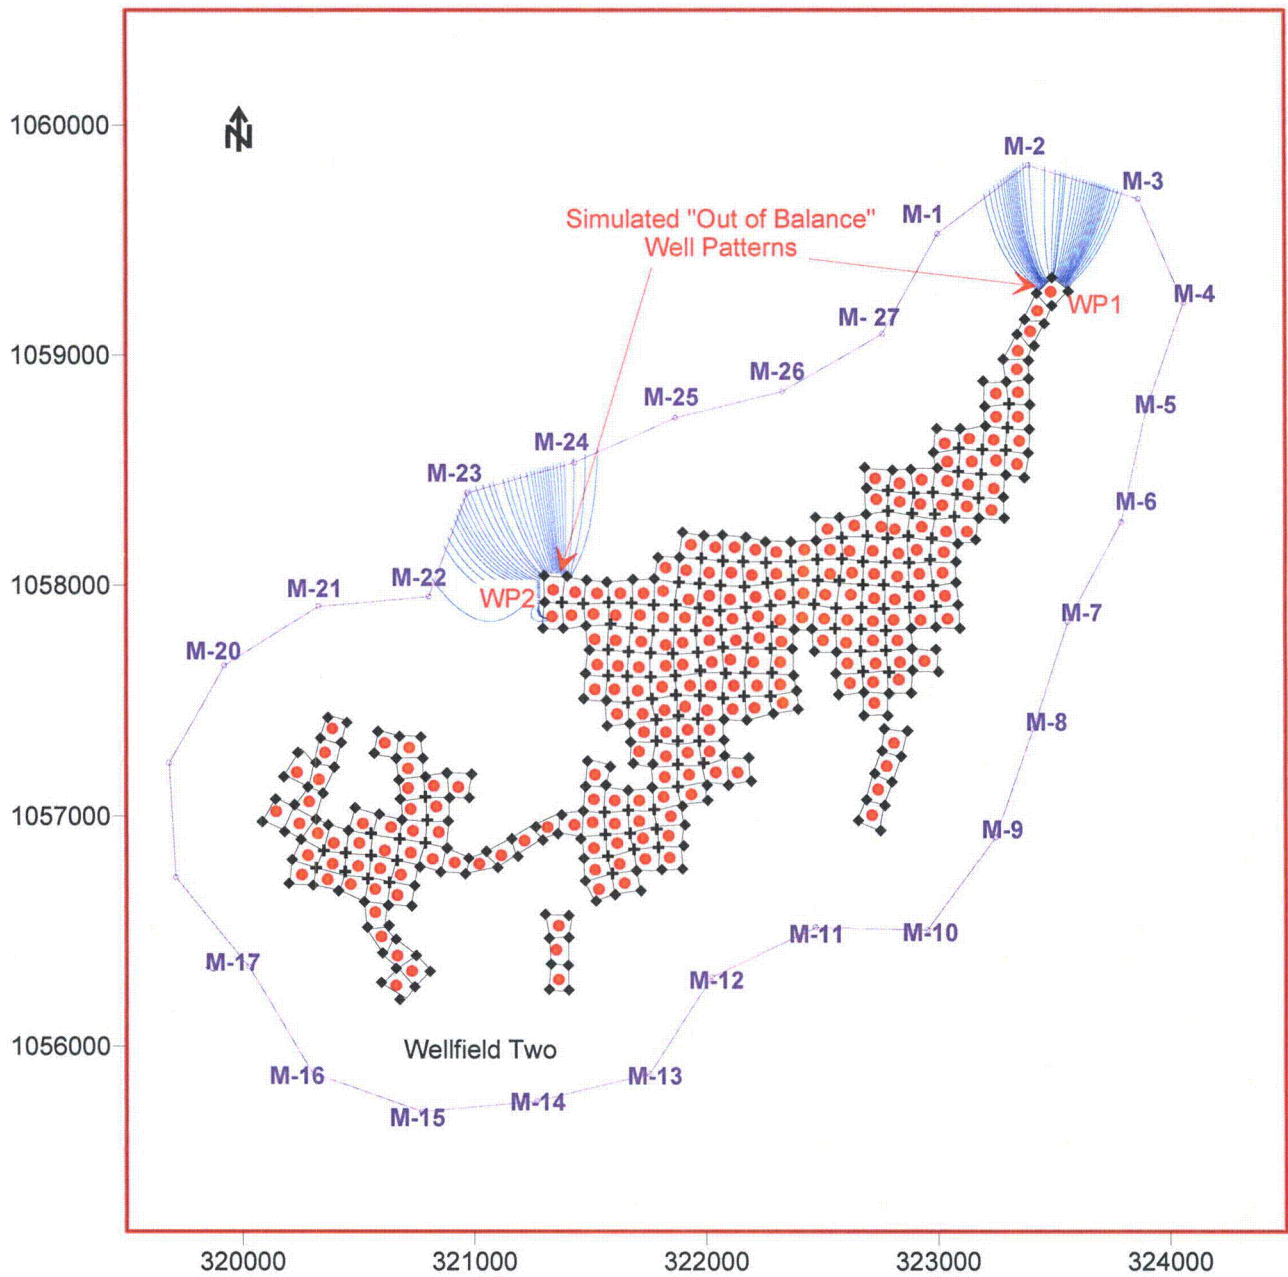 1060000
N
M-2
M-3
Simulated "Out of Balance"
Well Patterns
M-1
M-4
WP1
M- 27
1059000
M-26
M-25
M-5
M-24
M-23
M-6
1058000
M-22
M-21
WP2
M-7
M-20
M-8
1057000
M-9
M-11
M-10
M-17
M-12
1056000
Wellfield Two
M-16
M-13
M-14
M-15
320000
321000
322000
323000
324000